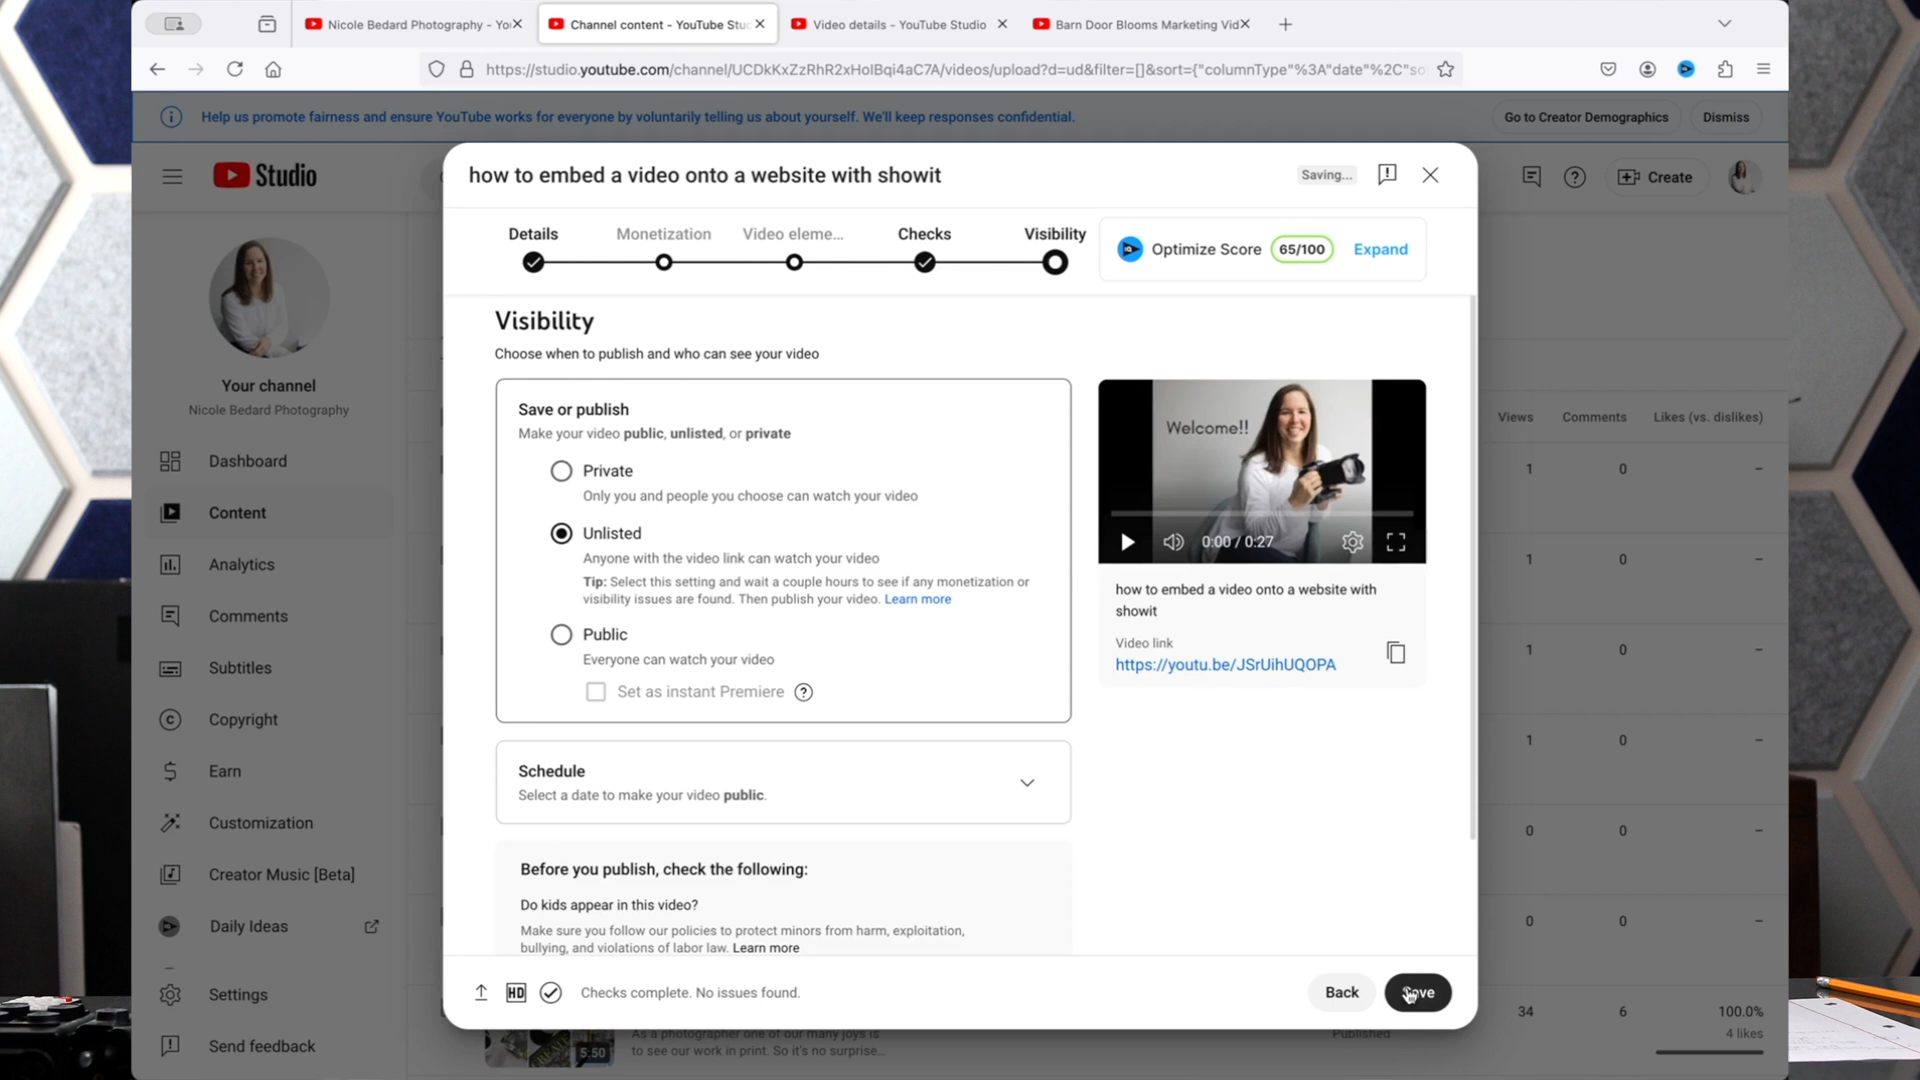 Nicole Bedard Photography - Yo
Channel content - YouTube Stu
Video details - YouTube Studio
Barn Door Blooms Marketing Vid
https://studio.youtube.com/channel/UCDkKxZzRhR2xHolBqi4aC7A/videos/upload?d=ud&filter=[]&sort={"columnType"%3A"date"%2C"so
Help us promote fairness and ensure YouTube works for everyone by voluntarily telling us about yourself. We'll keep responses confidential.
Go to Creator Demographics
Dismiss
Studio
Create
Your channel
Nicole Bedard Photography
Dashboard
Content
Analytics
Comments
Subtitles
Copyright
Earn
Customization
Creator Music [Beta]
Daily Ideas
Settings
Send feedback
how to embed a video onto a website with showit
Saving...
Details
Monetization
Video eleme...
Checks
Visibility
Optimize Score
65/100
Expand
Visibility
Choose when to publish and who can see your video
Save or publish
Make your video public, unlisted, or private
Private
Only you and people you choose can watch your video
Unlisted
Anyone with the video link can watch your video
Tip: Select this setting and wait a couple hours to see if any monetization or
visibility issues are found. Then publish your video. Learn more
Public
Everyone can watch your video
Set as instant Premiere
Schedule
Select a date to make your video public.
Before you publish, check the following:
Do kids appear in this video?
Make sure you follow our policies to protect minors from harm, exploitation,
bullying, and violations of labor law. Learn more
Welcome!!
0:00 / 0:27
how to embed a video onto a website with
showit
Video link
https://youtu.be/JSrUihUQOPA
HD
Checks complete. No issues found.
Back
Save
Views
Comments
Likes (vs. dislikes)
1
0
–
1
0
–
1
0
–
1
0
–
0
0
–
0
0
–
34
6
100.0%
4 likes
5:50
As a photographer one of our many joys is
to see our work in print. So it's no surprise...
Published